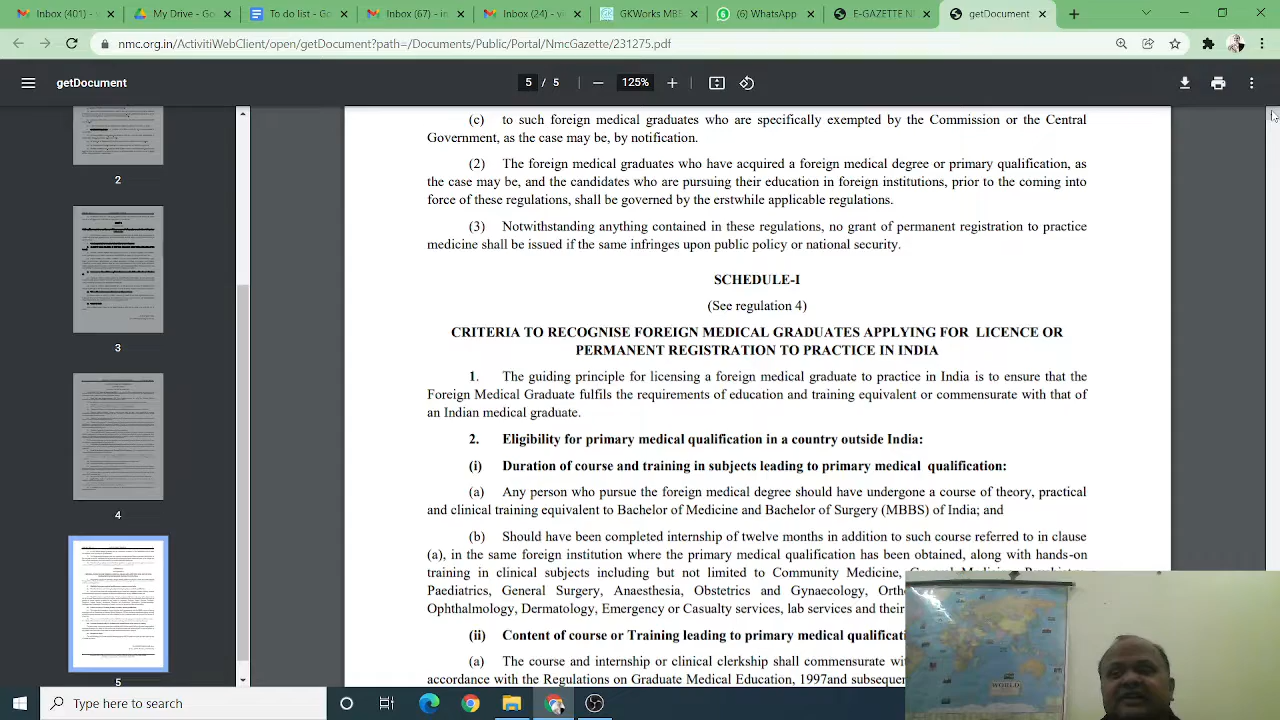 Inbox (401) - v
My Drive - Go
To do list - Goo
Inbox (67) - in
Inbox (24) - vi
GKWorks MBE
(6) WhatsApp
E-GAZETTE.NI
getDocument
nmc.org.in/ActivitiWebClient/open/getDocument?path=/Documents/Public/Portal/NmcGazette/231275.pdf
getDocument
5 / 5
125%
(c) to such foreign medical graduates who are specifically exempted by the Commission or the Central
Government, as the case may be, by notification.
(2) The foreign medical graduates who have acquired a foreign medical degree or primary qualification, as
the case may be, and the candidates who are pursuing their education in foreign institutions, prior to the coming into
force of these regulations, shall be governed by the erstwhile applicable regulations.
(3) Notwithstanding anything contained in these regulations, no grant of permanent registration to practice
medicine shall be made if the same infringes upon public policy or national security.
SCHEDULE-I
(See regulation 4)
CRITERIA TO RECOGNISE FOREIGN MEDICAL GRADUATES APPLYING FOR LICENCE OR
PERMANENT REGISTRATION TO PRACTICE IN INDIA
1. The guiding principle for licensing a foreign medical graduate to practice in India is to ensure that the
Foreign Medical Graduate fulfils the requirements of education and training equivalent or commensurate with that of
an Indian medical graduate.
2. Eligibility for primary medical qualification in a country outside India:
(i) Duration of course and training in subjects leading to primary medical qualification:
(a) Any person who pursue the foreign medical degree should have undergone a course of theory, practical
and clinical training equivalent to Bachelor of Medicine and Bachelor of Surgery (MBBS) of India; and
(b) Should have been completed internship of twelve months in addition to such course referred to in clause
(a), in the same foreign institution where the primary medical qualification has been obtained, along with hands-on
training in clinical subjects including but not limited to Community Medicine,
Paediatrics, General Surgery, Anaesthesia, Obstetrics and Gynaecology, Orth
Ophthalmology, Dermatology, Emergency or Casualty services, lab services and their
(ii) Content of course or Training leading to primary medical qualificati
(a) The course and internship or clinical clerkship shall commensurate wi
accordance with the Regulations on Graduate Medical Education, 1997and subsequen
2
3
4
5
WORLD
Type here to search